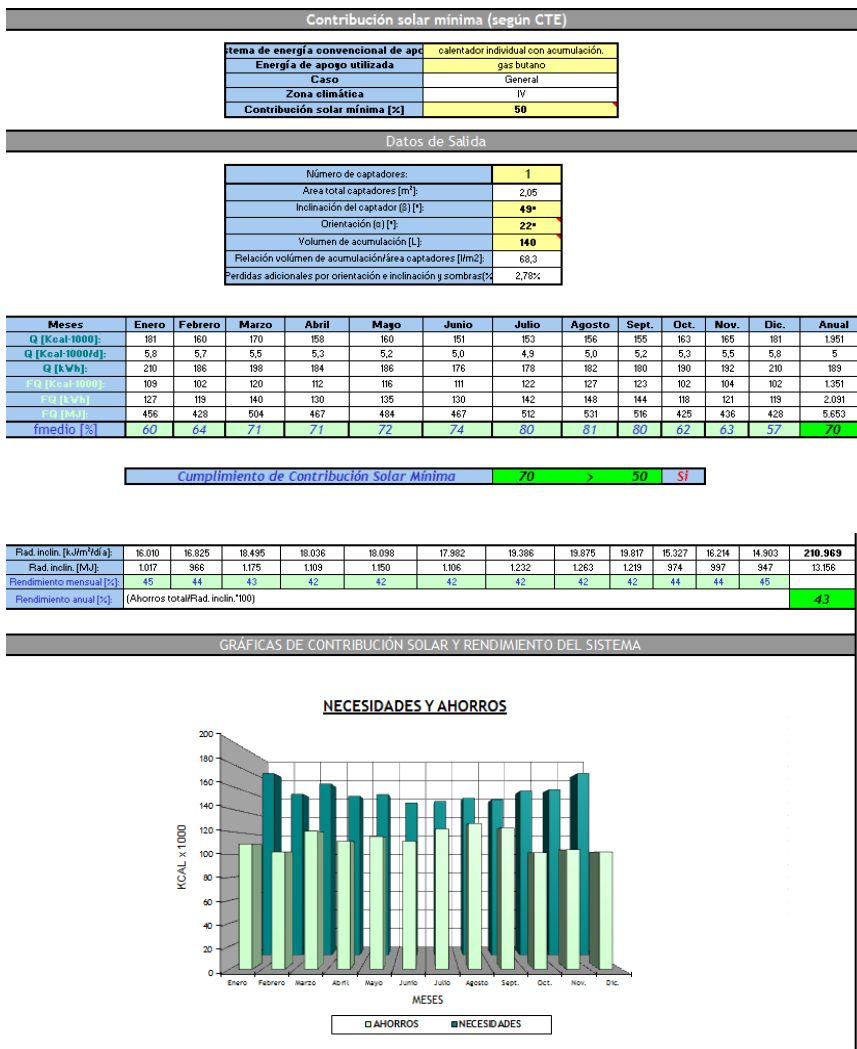 Contribución solar mínima (según CTE)
stema de energía convencional de apo calentador individual con acumulación.
Energía de apoyo utilizada gas butano
Caso General
Zona climática IV
Contribución solar mínima [%] 50
Datos de Salida
Número de captadores: 1
Area total captadores [m²]: 2,05
Inclinación del captador (β) [°]: 49°
Orientación (α) [°]: 22°
Volumen de acumulación [L]: 140
Relación volúmen de acumulación/área captadores [l/m2]: 68,3
Perdidas adicionales por orientación e inclinación y sombras(% 2,78%
Meses Enero Febrero Marzo Abril Mayo Junio Julio Agosto Sept. Oct. Nov. Dic. Anual
Q [Kcal·1000]: 181 160 170 158 160 151 153 156 155 163 165 181 1.951
Q [Kcal·1000/d]: 5,8 5,7 5,5 5,3 5,2 5,0 4,9 5,0 5,2 5,3 5,5 5,8 5
Q [kWh]: 210 186 198 184 186 176 178 182 180 190 192 210 189
FQ [Kcal·1000]: 109 102 120 112 116 111 122 127 123 102 104 102 1.351
FQ [kWh] 127 119 140 130 135 130 142 148 144 118 121 119 2.091
FQ [MJ]: 456 428 504 467 484 467 512 531 516 425 436 428 5.653
fmedio [%] 60 64 71 71 72 74 80 81 80 62 63 57 70
Cumplimiento de Contribución Solar Mínima 70 > 50 Si
Rad. inclin. [kJ/m²/día]: 16.010 16.825 18.495 18.036 18.098 17.982 19.386 19.875 19.817 15.327 16.214 14.903 210.969
Rad. inclin. [MJ]: 1.017 966 1.175 1.109 1.150 1.106 1.232 1.263 1.219 974 997 947 13.156
Rendimiento mensual [%]: 45 44 43 42 42 42 42 42 42 44 44 45
Rendimiento anual [%]: (Ahorros total/Rad. inclin.*100) 43
GRÁFICAS DE CONTRIBUCIÓN SOLAR Y RENDIMIENTO DEL SISTEMA
NECESIDADES Y AHORROS
200
180
160
140
120
100
80
60
40
20
0
KCAL x 1000
Enero Febrero Marzo Abril Mayo Junio Julio Agosto Sept. Oct. Nov. Dic.
MESES
AHORROS NECESIDADES